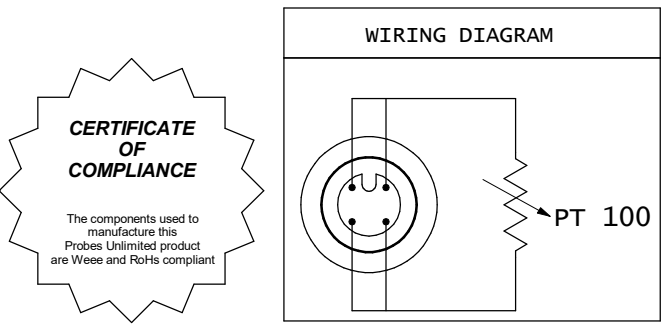 CERTIFICATE
OF
COMPLIANCE
The components used to
manufacture this
Probes Unlimited product
are Weee and RoHs compliant
WIRING DIAGRAM
PT 100